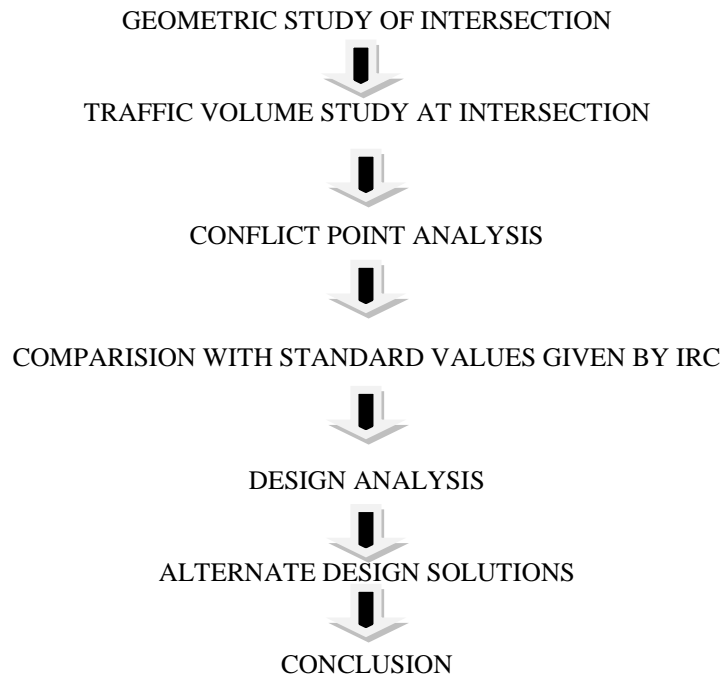 GEOMETRIC STUDY OF INTERSECTION
TRAFFIC VOLUME STUDY AT INTERSECTION
CONFLICT POINT ANALYSIS
COMPARISION WITH STANDARD VALUES GIVEN BY IRC
DESIGN ANALYSIS
ALTERNATE DESIGN SOLUTIONS
CONCLUSION